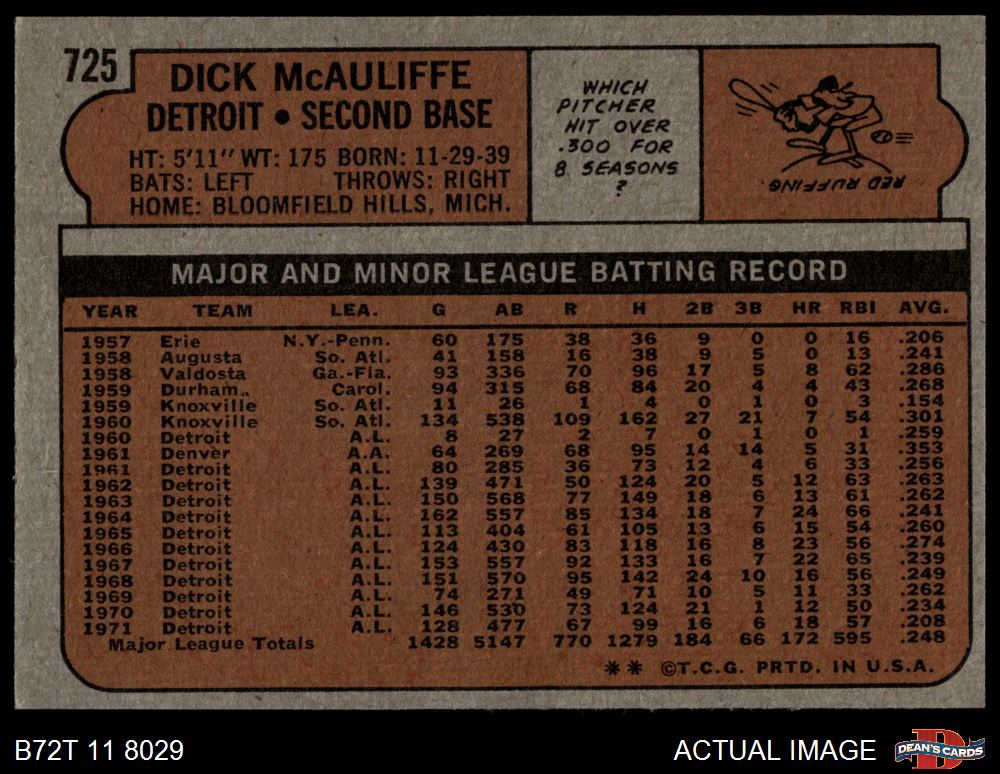 725
DICK McAULIFFE
DETROIT • SECOND BASE
HT: 5'11" WT: 175 BORN: 11-29-39
BATS: LEFT THROWS: RIGHT
HOME: BLOOMFIELD HILLS, MICH.
WHICH
PITCHER
HIT OVER
.300 FOR
8 SEASONS
?
RED RUFFING
MAJOR AND MINOR LEAGUE BATTING RECORD
YEAR TEAM LEA. G AB R H 2B 3B HR RBI AVG.
1957 Erie N.Y.-Penn. 60 175 38 36 9 0 0 16 .206
1958 Augusta So. Atl. 41 158 16 38 9 5 0 13 .241
1958 Valdosta Ga.-Fla. 93 336 70 96 17 5 8 62 .286
1959 Durham Carol. 94 315 68 84 20 4 4 43 .268
1959 Knoxville So. Atl. 11 26 1 4 0 1 0 3 .154
1960 Knoxville So. Atl. 134 538 109 162 27 21 7 54 .301
1960 Detroit A.L. 8 27 2 7 0 1 0 1 .259
1961 Denver A.A. 64 269 68 95 14 14 5 31 .353
1961 Detroit A.L. 80 285 36 73 12 4 6 33 .256
1962 Detroit A.L. 139 471 50 124 20 5 12 63 .263
1963 Detroit A.L. 150 568 77 149 18 6 13 61 .262
1964 Detroit A.L. 162 557 85 134 18 7 24 66 .241
1965 Detroit A.L. 113 404 61 105 13 6 15 54 .260
1966 Detroit A.L. 124 430 83 118 16 8 23 56 .274
1967 Detroit A.L. 153 557 92 133 16 7 22 65 .239
1968 Detroit A.L. 151 570 95 142 24 10 16 56 .249
1969 Detroit A.L. 74 271 49 71 10 5 11 33 .262
1970 Detroit A.L. 146 530 73 124 21 1 12 50 .234
1971 Detroit A.L. 128 477 67 99 16 6 18 57 .208
Major League Totals 1428 5147 770 1279 184 66 172 595 .248
** ©T.C.G. PRTD. IN U.S.A.
B72T 11 8029
ACTUAL IMAGE
D
DEAN'S CARDS